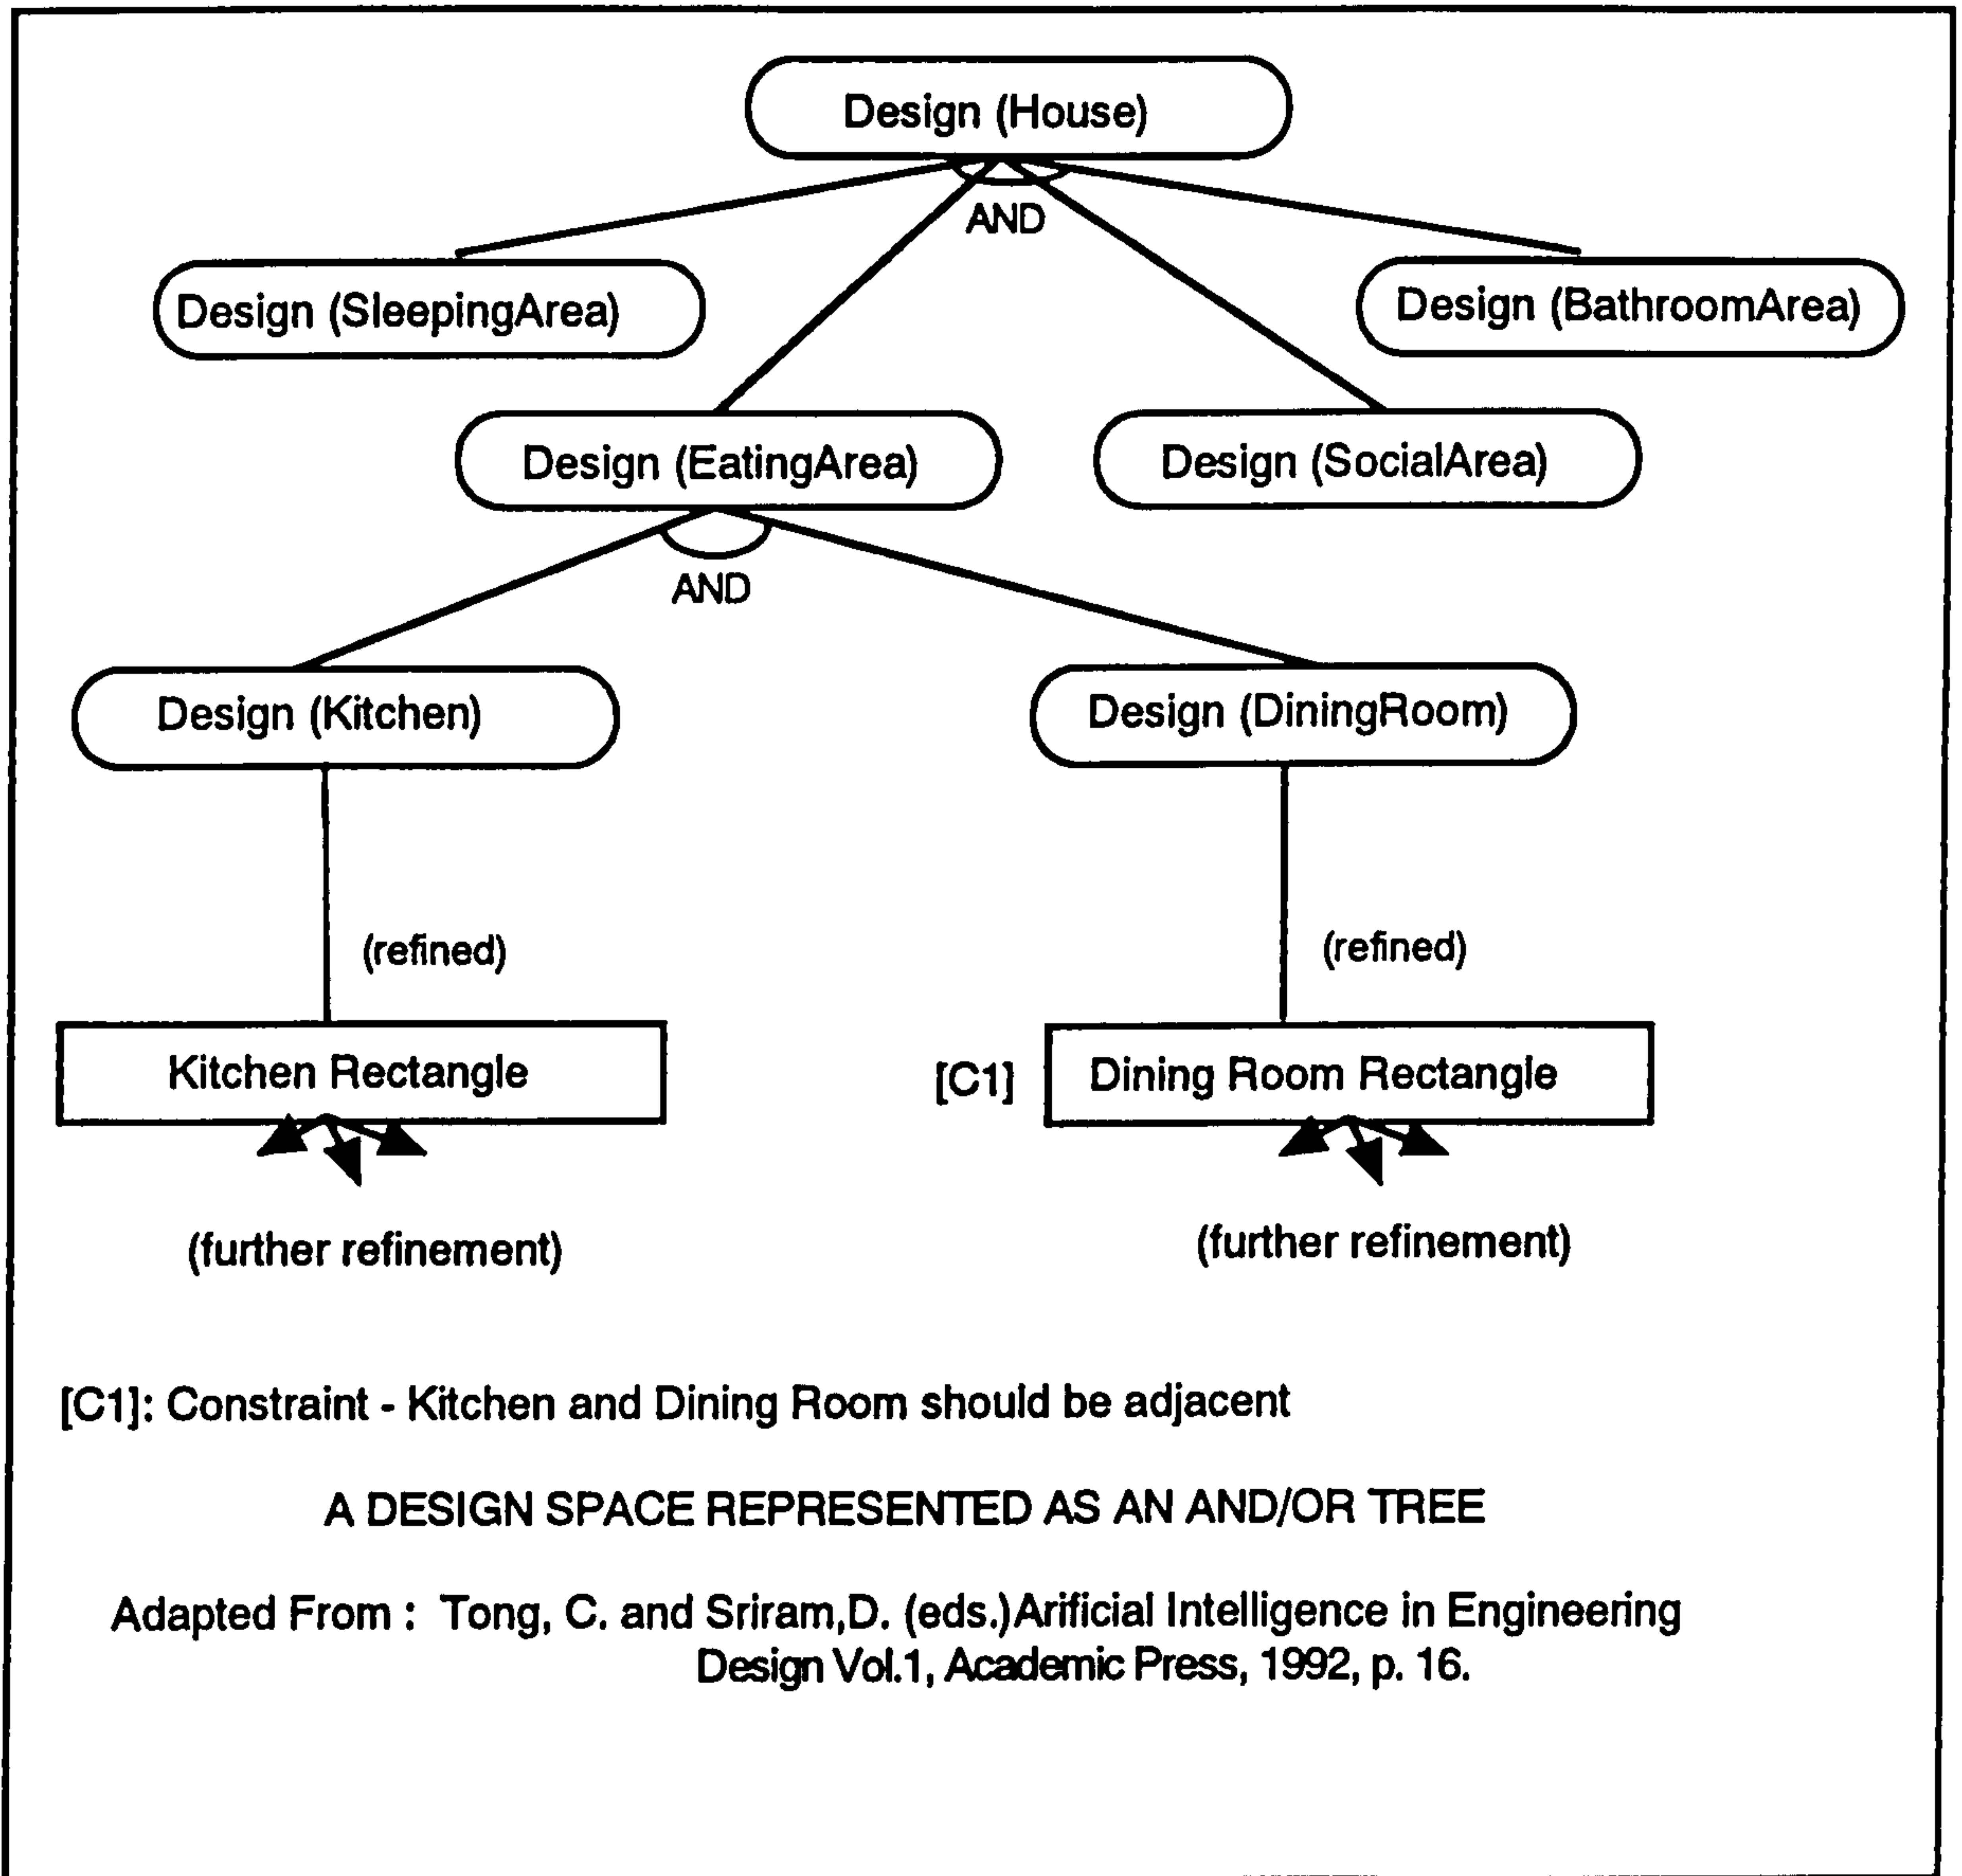 Design (House)
AND
Design (SleepingArea)
Design (BathroomArea)
Design (EatingArea)
Design (SocialArea)
AND
Design (Kitchen)
Design (DiningRoom)
(refined)
(refined)
Kitchen Rectangle
[C1]
Dining Room Rectangle
(further refinement)
(further refinement)
[C1]: Constraint - Kitchen and Dining Room should be adjacent
A DESIGN SPACE REPRESENTED AS AN AND/OR TREE
Adapted From : Tong, C. and Sriram,D. (eds.)Arificial Intelligence in Engineering
Design Vol.1, Academic Press, 1992, p. 16.